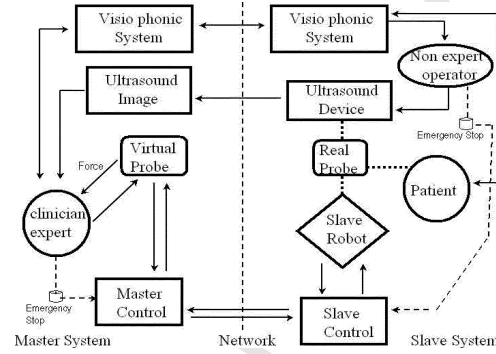 Visio phonic
System
Visio phonic
System
Non expert
operator
Ultrasound
Image
Ultrasound
Device
Emergency Stop
Virtual
Probe
Real
Probe
Force
Patient
clinician
expert
Slave
Robot
Emergency
Stop
Master
Control
Slave
Control
Master System
Network
Slave System